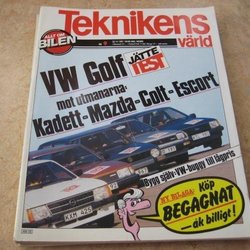 ALLT OM
BILEN
Teknikens
värld
VW Golf
JÄTTE
TEST
mot utmanarna:
Kadett-Mazda-Colt-Escort
Bygg själv: VW-buggy till lågpris
NY BILAGA:
KÖP
BEGAGNAT
-åk billigt!